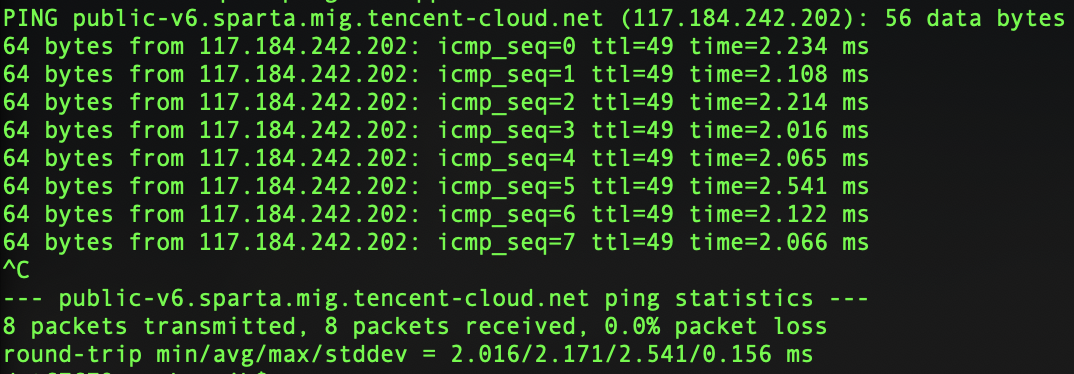 PING public-v6.sparta.mig.tencent-cloud.net (117.184.242.202): 56 data bytes
64 bytes from 117.184.242.202: icmp_seq=0 ttl=49 time=2.234 ms
64 bytes from 117.184.242.202: icmp_seq=1 ttl=49 time=2.108 ms
64 bytes from 117.184.242.202: icmp_seq=2 ttl=49 time=2.214 ms
64 bytes from 117.184.242.202: icmp_seq=3 ttl=49 time=2.016 ms
64 bytes from 117.184.242.202: icmp_seq=4 ttl=49 time=2.065 ms
64 bytes from 117.184.242.202: icmp_seq=5 ttl=49 time=2.541 ms
64 bytes from 117.184.242.202: icmp_seq=6 ttl=49 time=2.122 ms
64 bytes from 117.184.242.202: icmp_seq=7 ttl=49 time=2.066 ms
^C
--- public-v6.sparta.mig.tencent-cloud.net ping statistics ---
8 packets transmitted, 8 packets received, 0.0% packet loss
round-trip min/avg/max/stddev = 2.016/2.171/2.541/0.156 ms